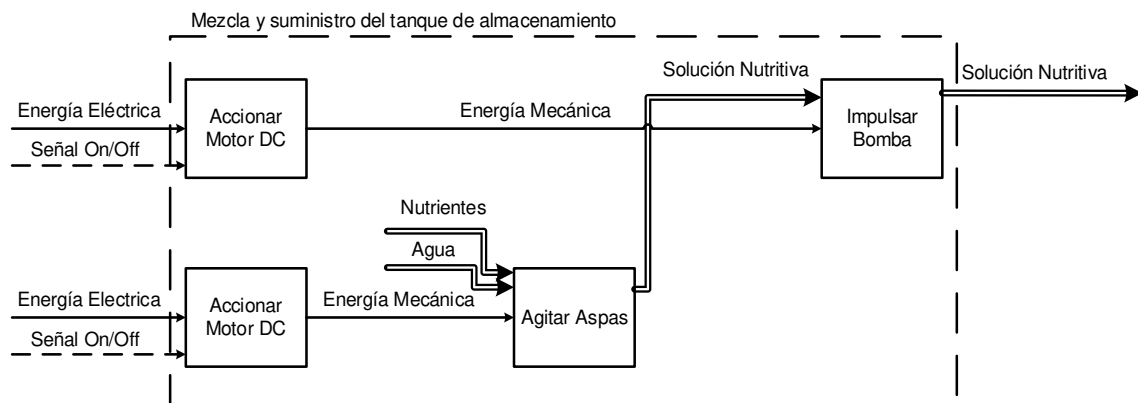 Mezcla y suministro del tanque de almacenamiento
Solución Nutritiva
Solución Nutritiva
Energía Eléctrica
Señal On/Off
Accionar
Motor DC
Energía Mecánica
Impulsar
Bomba
Nutrientes
Agua
Energía Electrica
Señal On/Off
Accionar
Motor DC
Energía Mecánica
Agitar Aspas